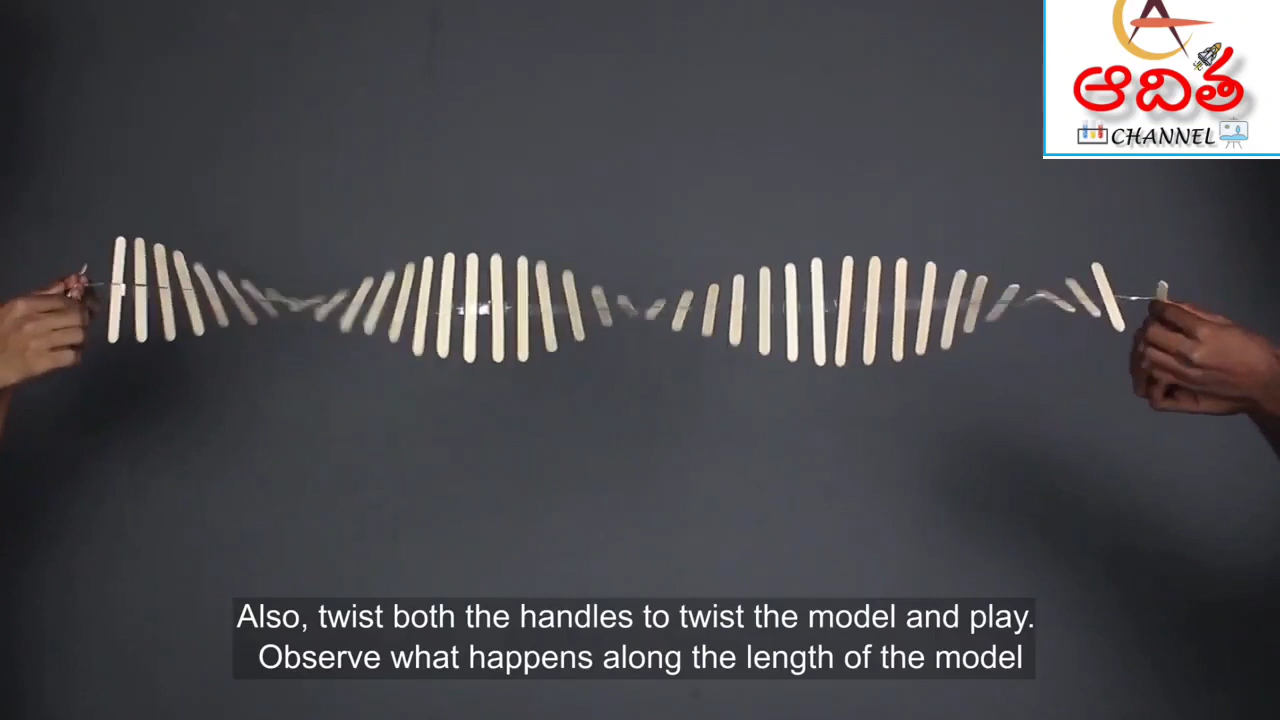 ఆదిత
CHANNEL
Also, twist both the handles to twist the model and play.
Observe what happens along the length of the model